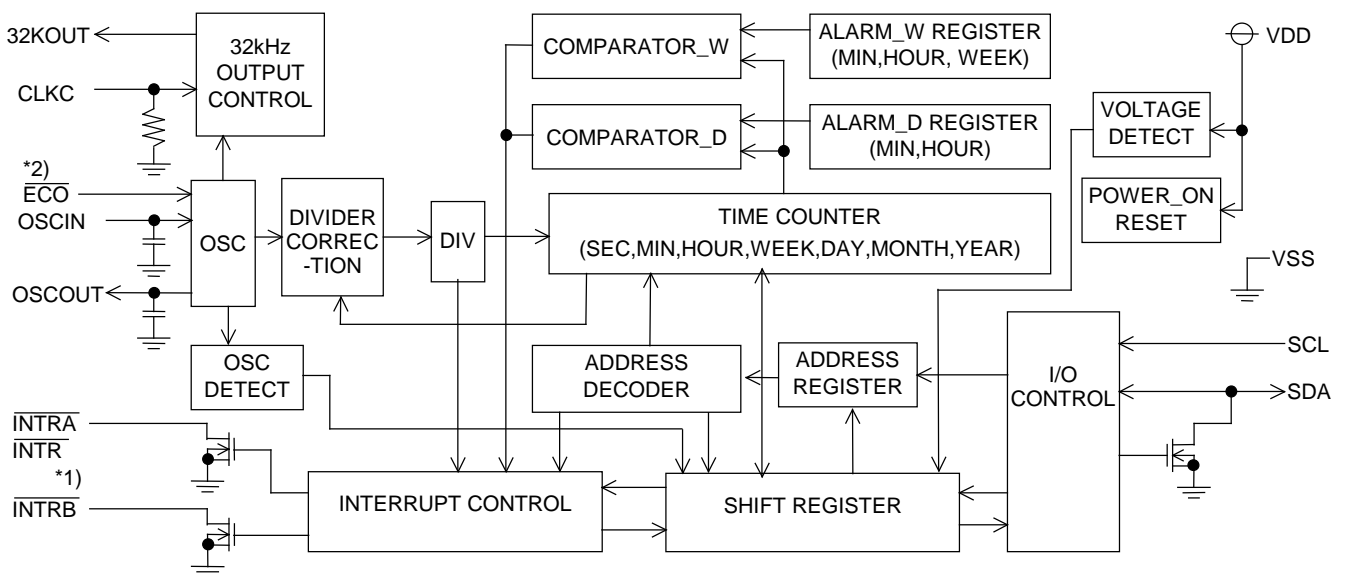 32KOUT
32kHz
OUTPUT
CONTROL
CLKC
COMPARATOR_W
ALARM_W REGISTER
(MIN,HOUR, WEEK)
VDD
VOLTAGE
DETECT
COMPARATOR_D
ALARM_D REGISTER
(MIN,HOUR)
*2)
ECO
OSCIN
OSC
DIVIDER
CORREC
-TION
DIV
TIME COUNTER
(SEC,MIN,HOUR,WEEK,DAY,MONTH,YEAR)
POWER_ON
RESET
VSS
OSCOUT
OSC
DETECT
ADDRESS
DECODER
ADDRESS
REGISTER
I/O
CONTROL
SCL
SDA
INTRA
INTR
*1)
INTRB
INTERRUPT CONTROL
SHIFT REGISTER